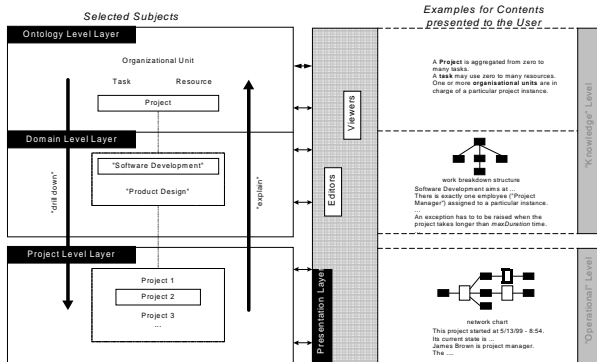 Selected Subjects
Examples for Contents
presented to the User
Ontology Level Layer
Organizational Unit
Task Resource
Project
Domain Level Layer
"Software Development"
"Product Design"
"drill down"
"explain"
Project Level Layer
Project 1
Project 2
Project 3
...
Viewers
Editors
Presentation Layer
A Project is aggregated from zero to
many tasks.
A task may use zero to many resources.
One or more organisational units are in
charge of a particular project instance.
"Knowledge" Level
work breakdown structure
Software Development aims at ...
There is exactly one employee ("Project
Manager") assigned to a particular instance.
...
An exception has to to be raised when the
project takes longer than maxDuration time.
"Operational" Level
network chart
This project started at 5/13/99 - 8:54.
Its current state is ...
James Brown is project manager.
The ....